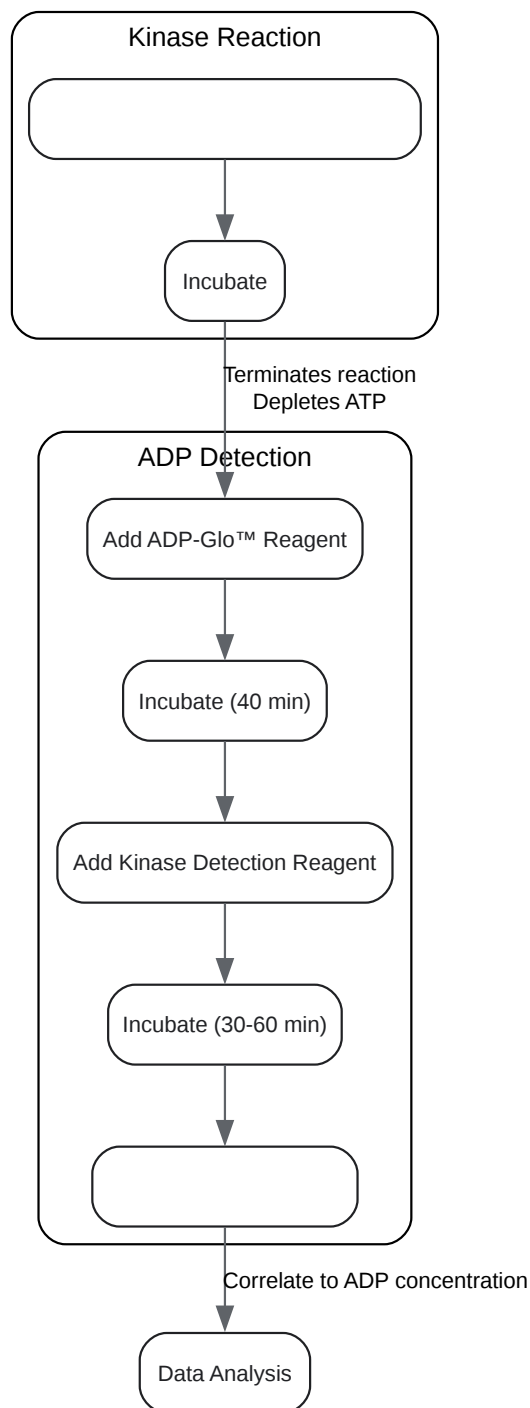 Kinase Reaction
Incubate
Terminates reaction
Depletes ATP
ADP Detection
Add ADP-Glo™ Reagent
Incubate (40 min)
Add Kinase Detection Reagent
Incubate (30-60 min)
Correlate to ADP concentration
Data Analysis